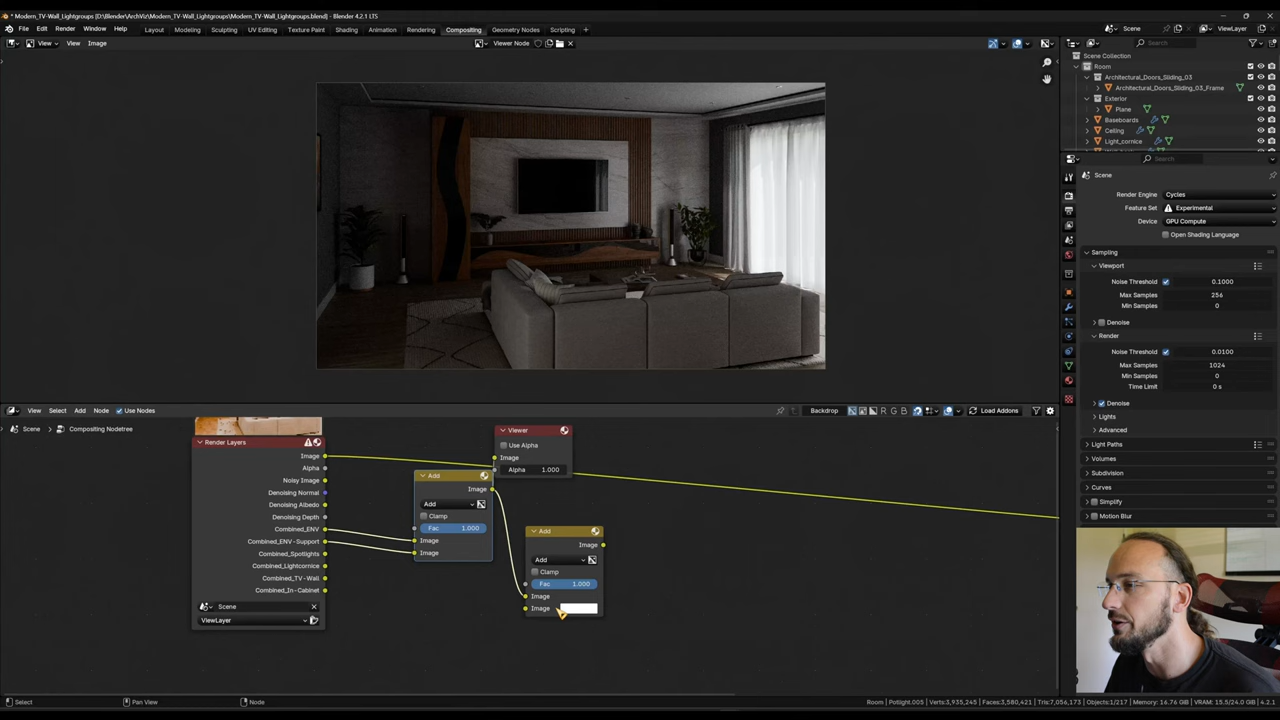 * Modern_TV-Wall_Lightgroups [D:\Blender\ArchViz\Modern_TV-Wall_Lightgroups\Modern_TV-Wall_Lightgroups.blend] - Blender 4.2.1 LTS
File Edit Render Window Help Layout Modeling Sculpting UV Editing Texture Paint Shading Animation Rendering Compositing Geometry Nodes Scripting + Scene ViewLayer
View View Image Viewer Node Search
Scene Collection
Room
Architectural_Doors_Sliding_03
Architectural_Doors_Sliding_03_Frame
Exterior
Plane
Baseboards
Ceiling
Light_cornice
Search
Scene
Render Engine Cycles
Feature Set Experimental
Device GPU Compute
Open Shading Language
Sampling
Viewport
Noise Threshold 0.1000
Max Samples 256
Min Samples 0
Denoise
Render
Noise Threshold 0.0100
Max Samples 1024
Min Samples 0
Time Limit 0 s
Denoise
Lights
Advanced
Light Paths
Volumes
Subdivision
Curves
Simplify
Motion Blur
View Select Add Node Use Nodes Backdrop R G B Load Addons
Scene > Compositing Nodetree
Render Layers
Image
Alpha
Noisy Image
Denoising Normal
Denoising Albedo
Denoising Depth
Combined_ENV
Combined_ENV-Support
Combined_Spotlights
Combined_Lightcornice
Combined_TV-Wall
Combined_In-Cabinet
Scene
ViewLayer
Add
Image
Add
Clamp
Fac 1.000
Image
Image
Viewer
Use Alpha
Image
Alpha 1.000
Add
Image
Add
Clamp
Fac 1.000
Image
Image
Select Pan View Node Room | Potlight.005 | Verts:3,935,245 | Faces:3,580,421 | Tris:7,056,173 | Objects:1/217 | Memory: 14.76 GiB | VRAM: 15.5/24.0 GiB | 4.2.1